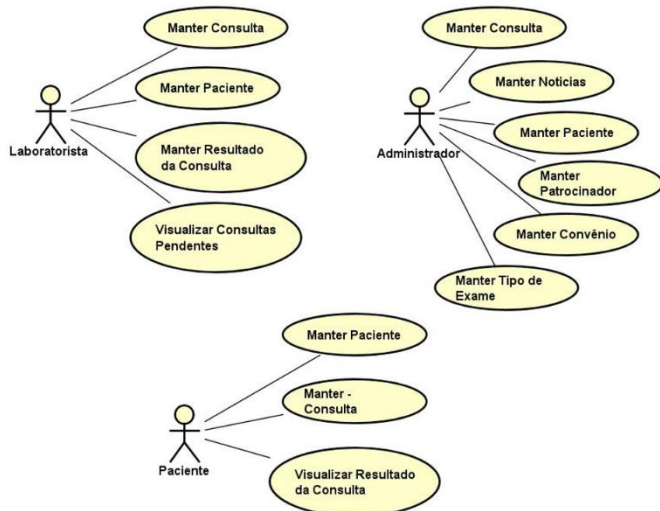 Manter Consulta
Manter Paciente
Manter Resultado
da Consulta
Visualizar Consultas
Pendentes
Laboratorista
Manter Consulta
Manter Noticias
Manter Paciente
Manter
Patrocinador
Manter Convênio
Manter Tipo de
Exame
Administrador
Manter Paciente
Manter -
Consulta
Visualizar Resultado
da Consulta
Paciente